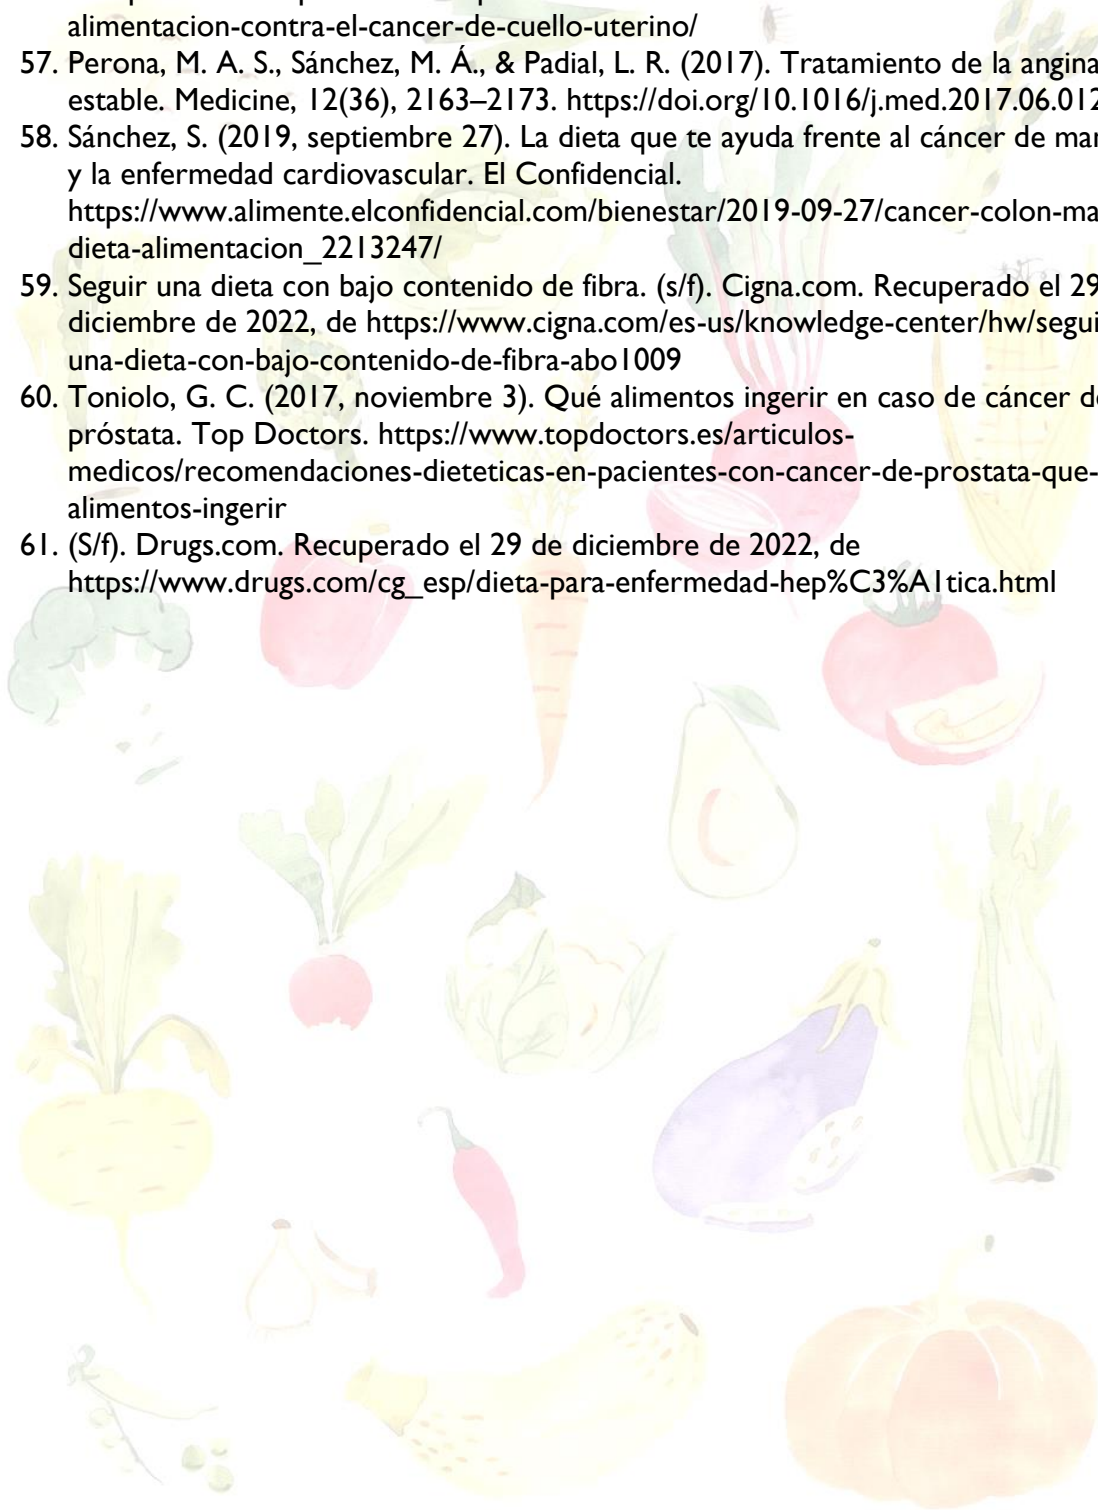 alimentacion-contra-el-cancer-de-cuello-uterino/
57. Perona, M. A. S., Sánchez, M. Á., & Padial, L. R. (2017). Tratamiento de la angina
estable. Medicine, 12(36), 2163–2173. https://doi.org/10.1016/j.med.2017.06.012
58. Sánchez, S. (2019, septiembre 27). La dieta que te ayuda frente al cáncer de
y la enfermedad cardiovascular. El Confidencial.
https://www.alimente.elconfidencial.com/bienestar/2019-09-27/cancer-colon-ma
dieta-alimentacion_2213247/
59. Seguir una dieta con bajo contenido de fibra. (s/f). Cigna.com. Recuperado el 29
diciembre de 2022, de https://www.cigna.com/es-us/knowledge-center/hw/segui
una-dieta-con-bajo-contenido-de-fibra-abo1009
60. Toniolo, G. C. (2017, noviembre 3). Qué alimentos ingerir en caso de cáncer de
próstata. Top Doctors. https://www.topdoctors.es/articulos-
medicos/recomendaciones-dieteticas-en-pacientes-con-cancer-de-prostata-que-
alimentos-ingerir
61. (S/f). Drugs.com. Recuperado el 29 de diciembre de 2022, de
https://www.drugs.com/cg_esp/dieta-para-enfermedad-hep%C3%A1tica.html